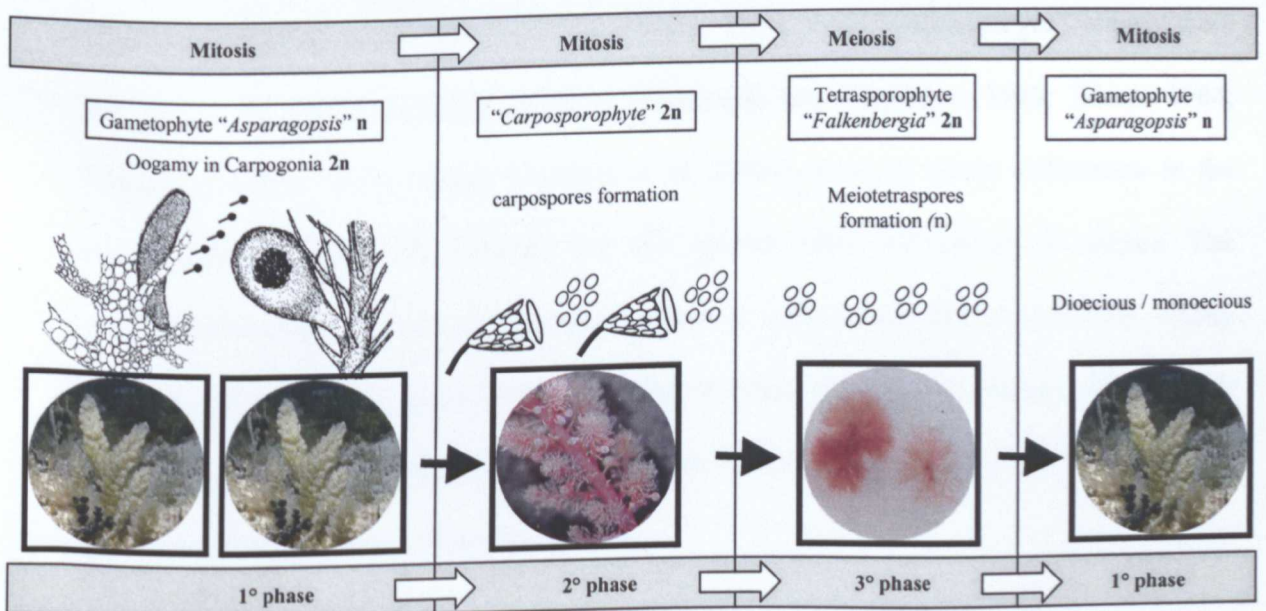 Mitosis
Mitosis
Meiosis
Mitosis
Gametophyte "Asparagopsis" n
Oogamy in Carpogonia 2n
"Carposporophyte" 2n
carpospores formation
Tetrasporophyte
"Falkenbergia" 2n
Meiotetraspores
formation (n)
Gametophyte
"Asparagopsis" n
Dioecious / monoecious
1° phase
2° phase
3° phase
1° phase